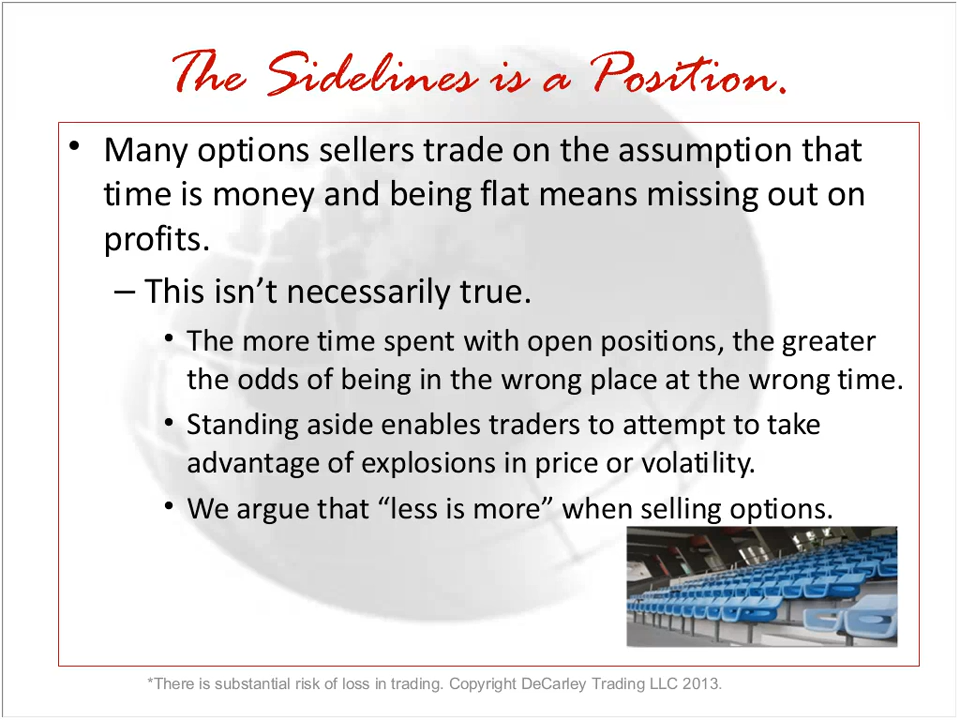 The Sidelines is a Position.
• Many options sellers trade on the assumption that
time is money and being flat means missing out on
profits.
– This isn’t necessarily true.
• The more time spent with open positions, the greater
the odds of being in the wrong place at the wrong time.
• Standing aside enables traders to attempt to take
advantage of explosions in price or volatility.
• We argue that “less is more” when selling options.
*There is substantial risk of loss in trading. Copyright DeCarley Trading LLC 2013.